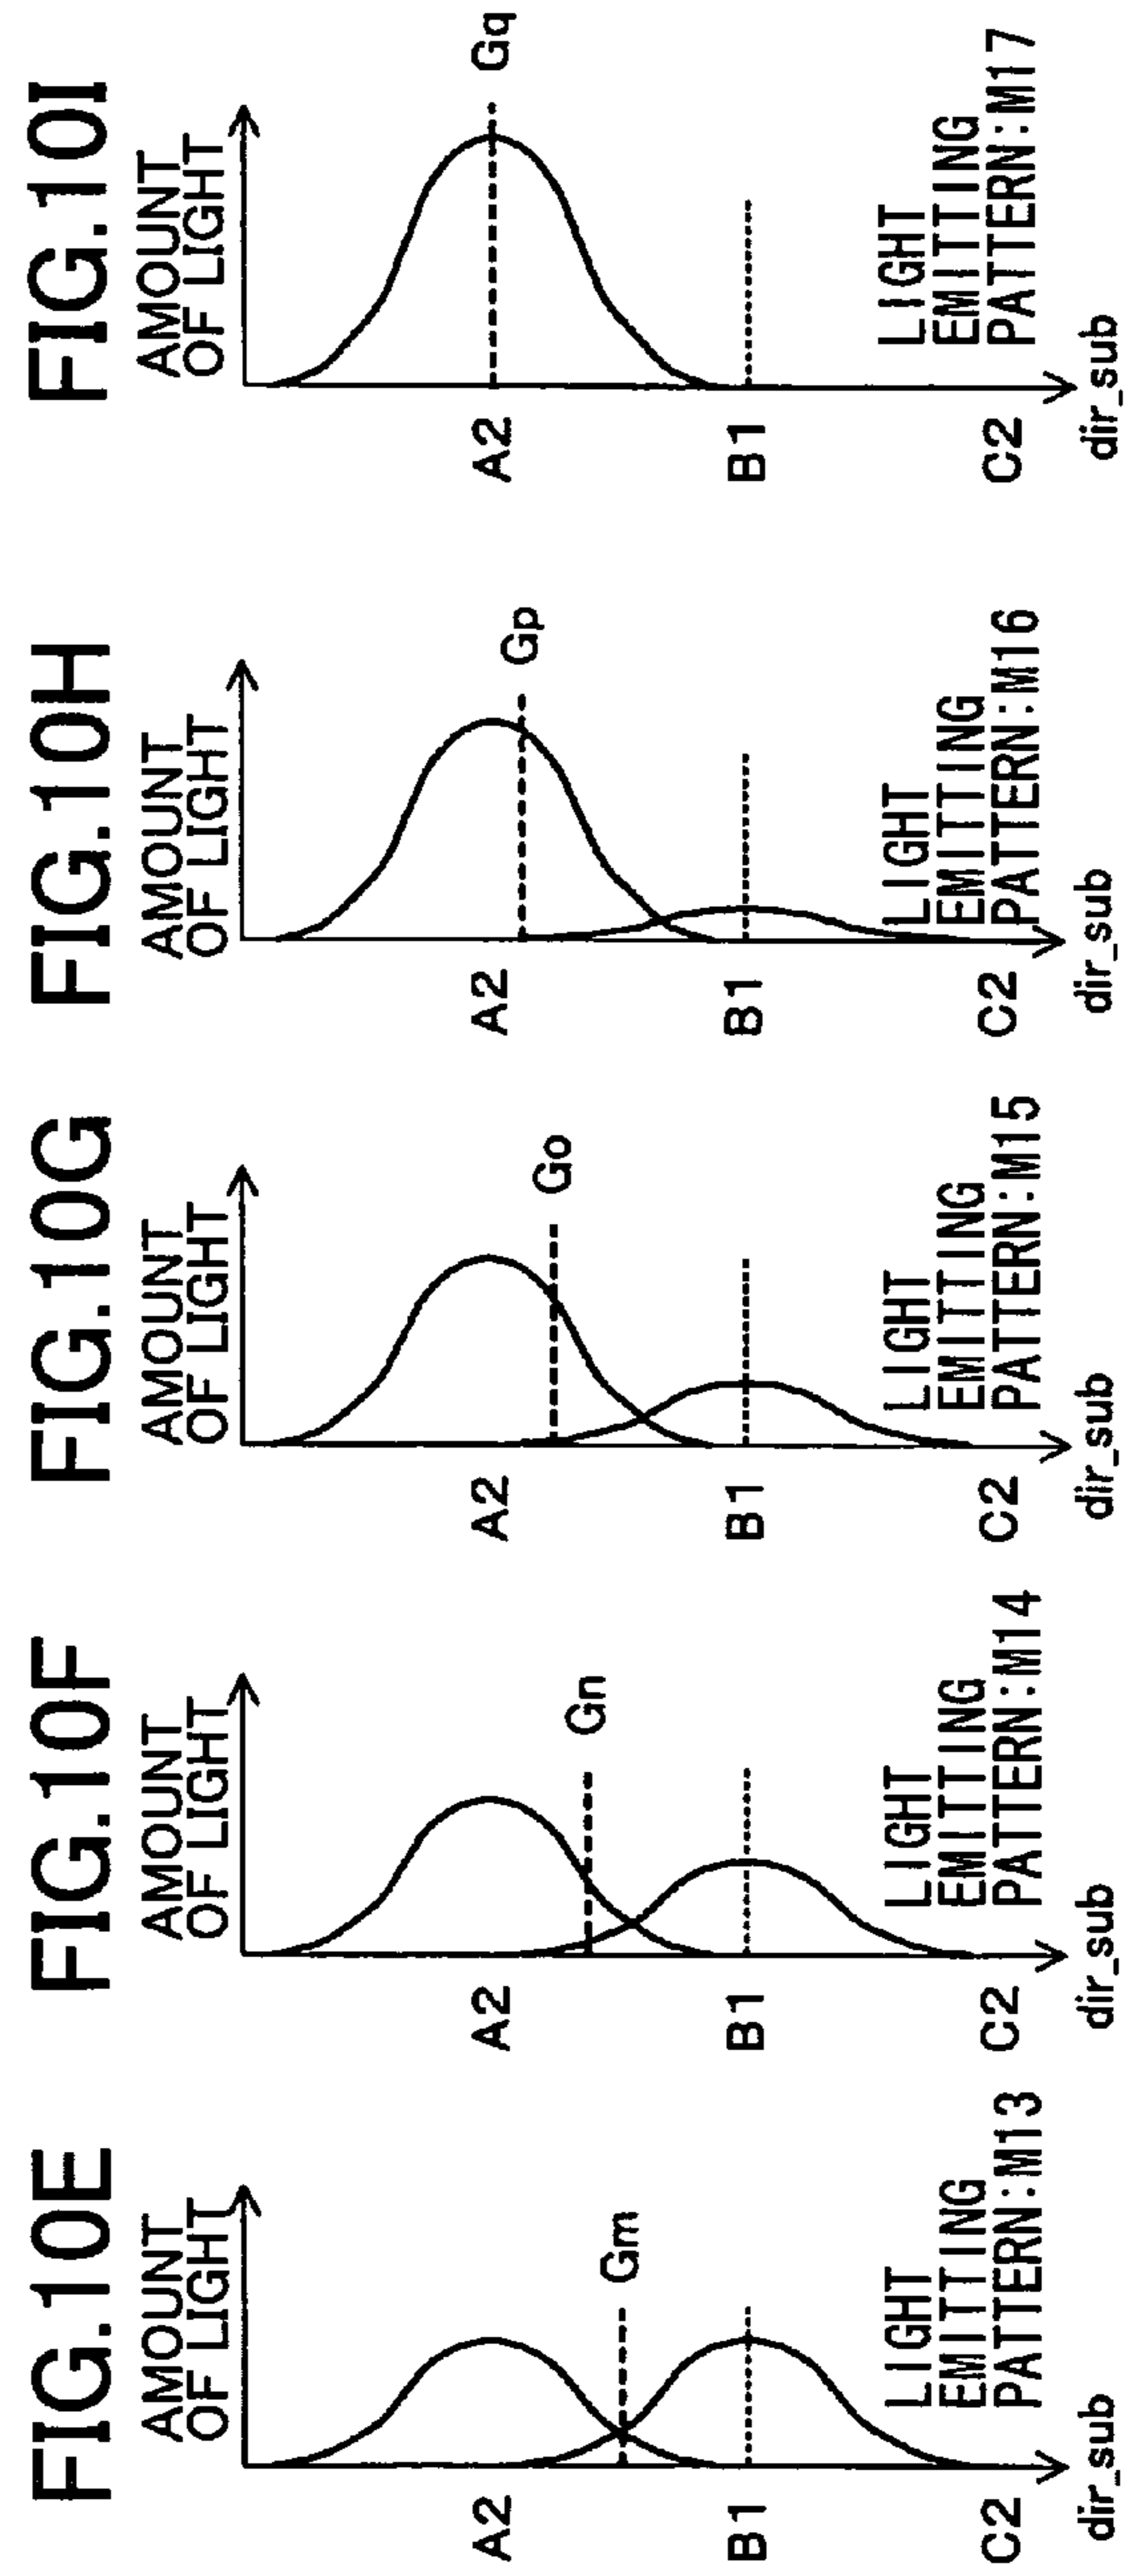 FIG.10E
AMOUNT
OF LIGHT
Gm
A2
B1
C2
dir_sub
LIGHT
EMITTING
PATTERN:M13
FIG.10F
AMOUNT
OF LIGHT
Gn
A2
B1
C2
dir_sub
LIGHT
EMITTING
PATTERN:M14
FIG.10G
AMOUNT
OF LIGHT
Go
A2
B1
C2
dir_sub
LIGHT
EMITTING
PATTERN:M15
FIG.10H
AMOUNT
OF LIGHT
Gp
A2
B1
C2
dir_sub
LIGHT
EMITTING
PATTERN:M16
FIG.10I
AMOUNT
OF LIGHT
Gq
A2
B1
C2
dir_sub
LIGHT
EMITTING
PATTERN:M17